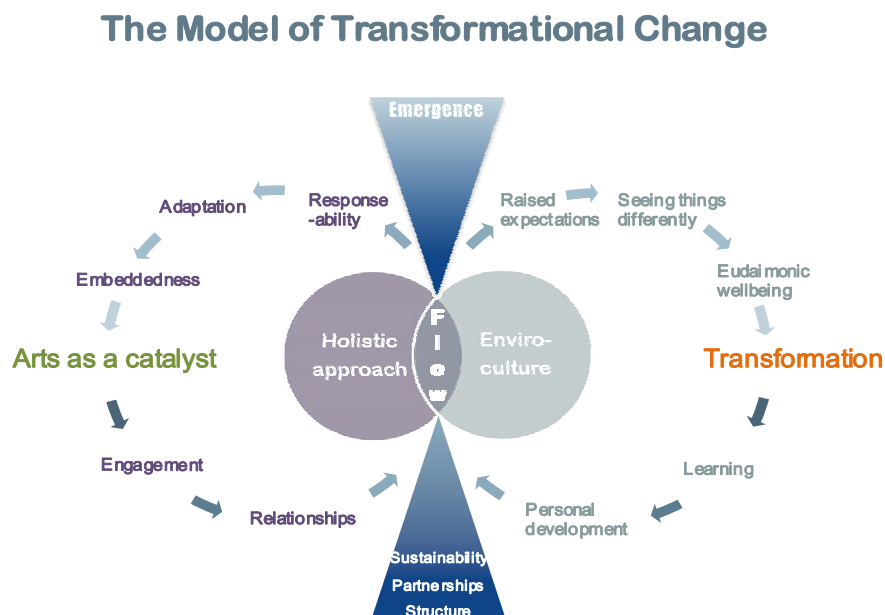 The Model of Transformational Change
Emergence
Response
-ability
Raised
expectations
Seeing things
differently
Adaptation
Embeddedness
Eudaimonic
wellbeing
Arts as a catalyst
Holistic
approach
Flow
Enviro-
culture
Transformation
Engagement
Relationships
Learning
Personal
development
Sustainability
Partnerships
Structure